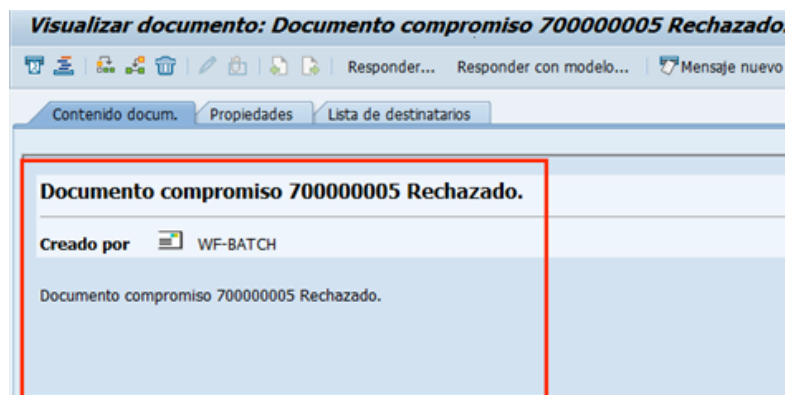 Visualizar documento: Documento compromiso 700000005 Rechazado.
Responder... Responder con modelo... Mensaje nuevo
Contenido docum. Propiedades Lista de destinatarios
Documento compromiso 700000005 Rechazado.
Creado por WF-BATCH
Documento compromiso 700000005 Rechazado.